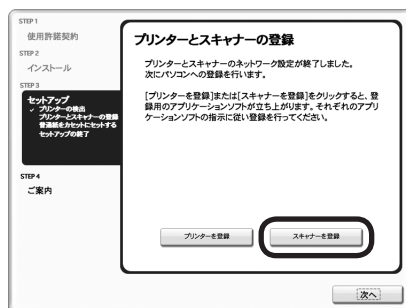 STEP 1
使用許諾契約
STEP 2
インストール
STEP 3
セットアップ
プリンターの検出
プリンターとスキャナーの登録
普通紙をカセットにセットする
セットアップの終了
STEP 4
ご案内
プリンターとスキャナーの登録
プリンターとスキャナーのネットワーク設定が終了しました。
次にパソコンへの登録を行います。
[プリンターを登録]または[スキャナーを登録]をクリックすると、登
録用のアプリケーションソフトが立ち上がります。それぞれのアプリ
ケーションソフトの指示に従い登録を行ってください。
プリンターを登録
スキャナーを登録
次へ